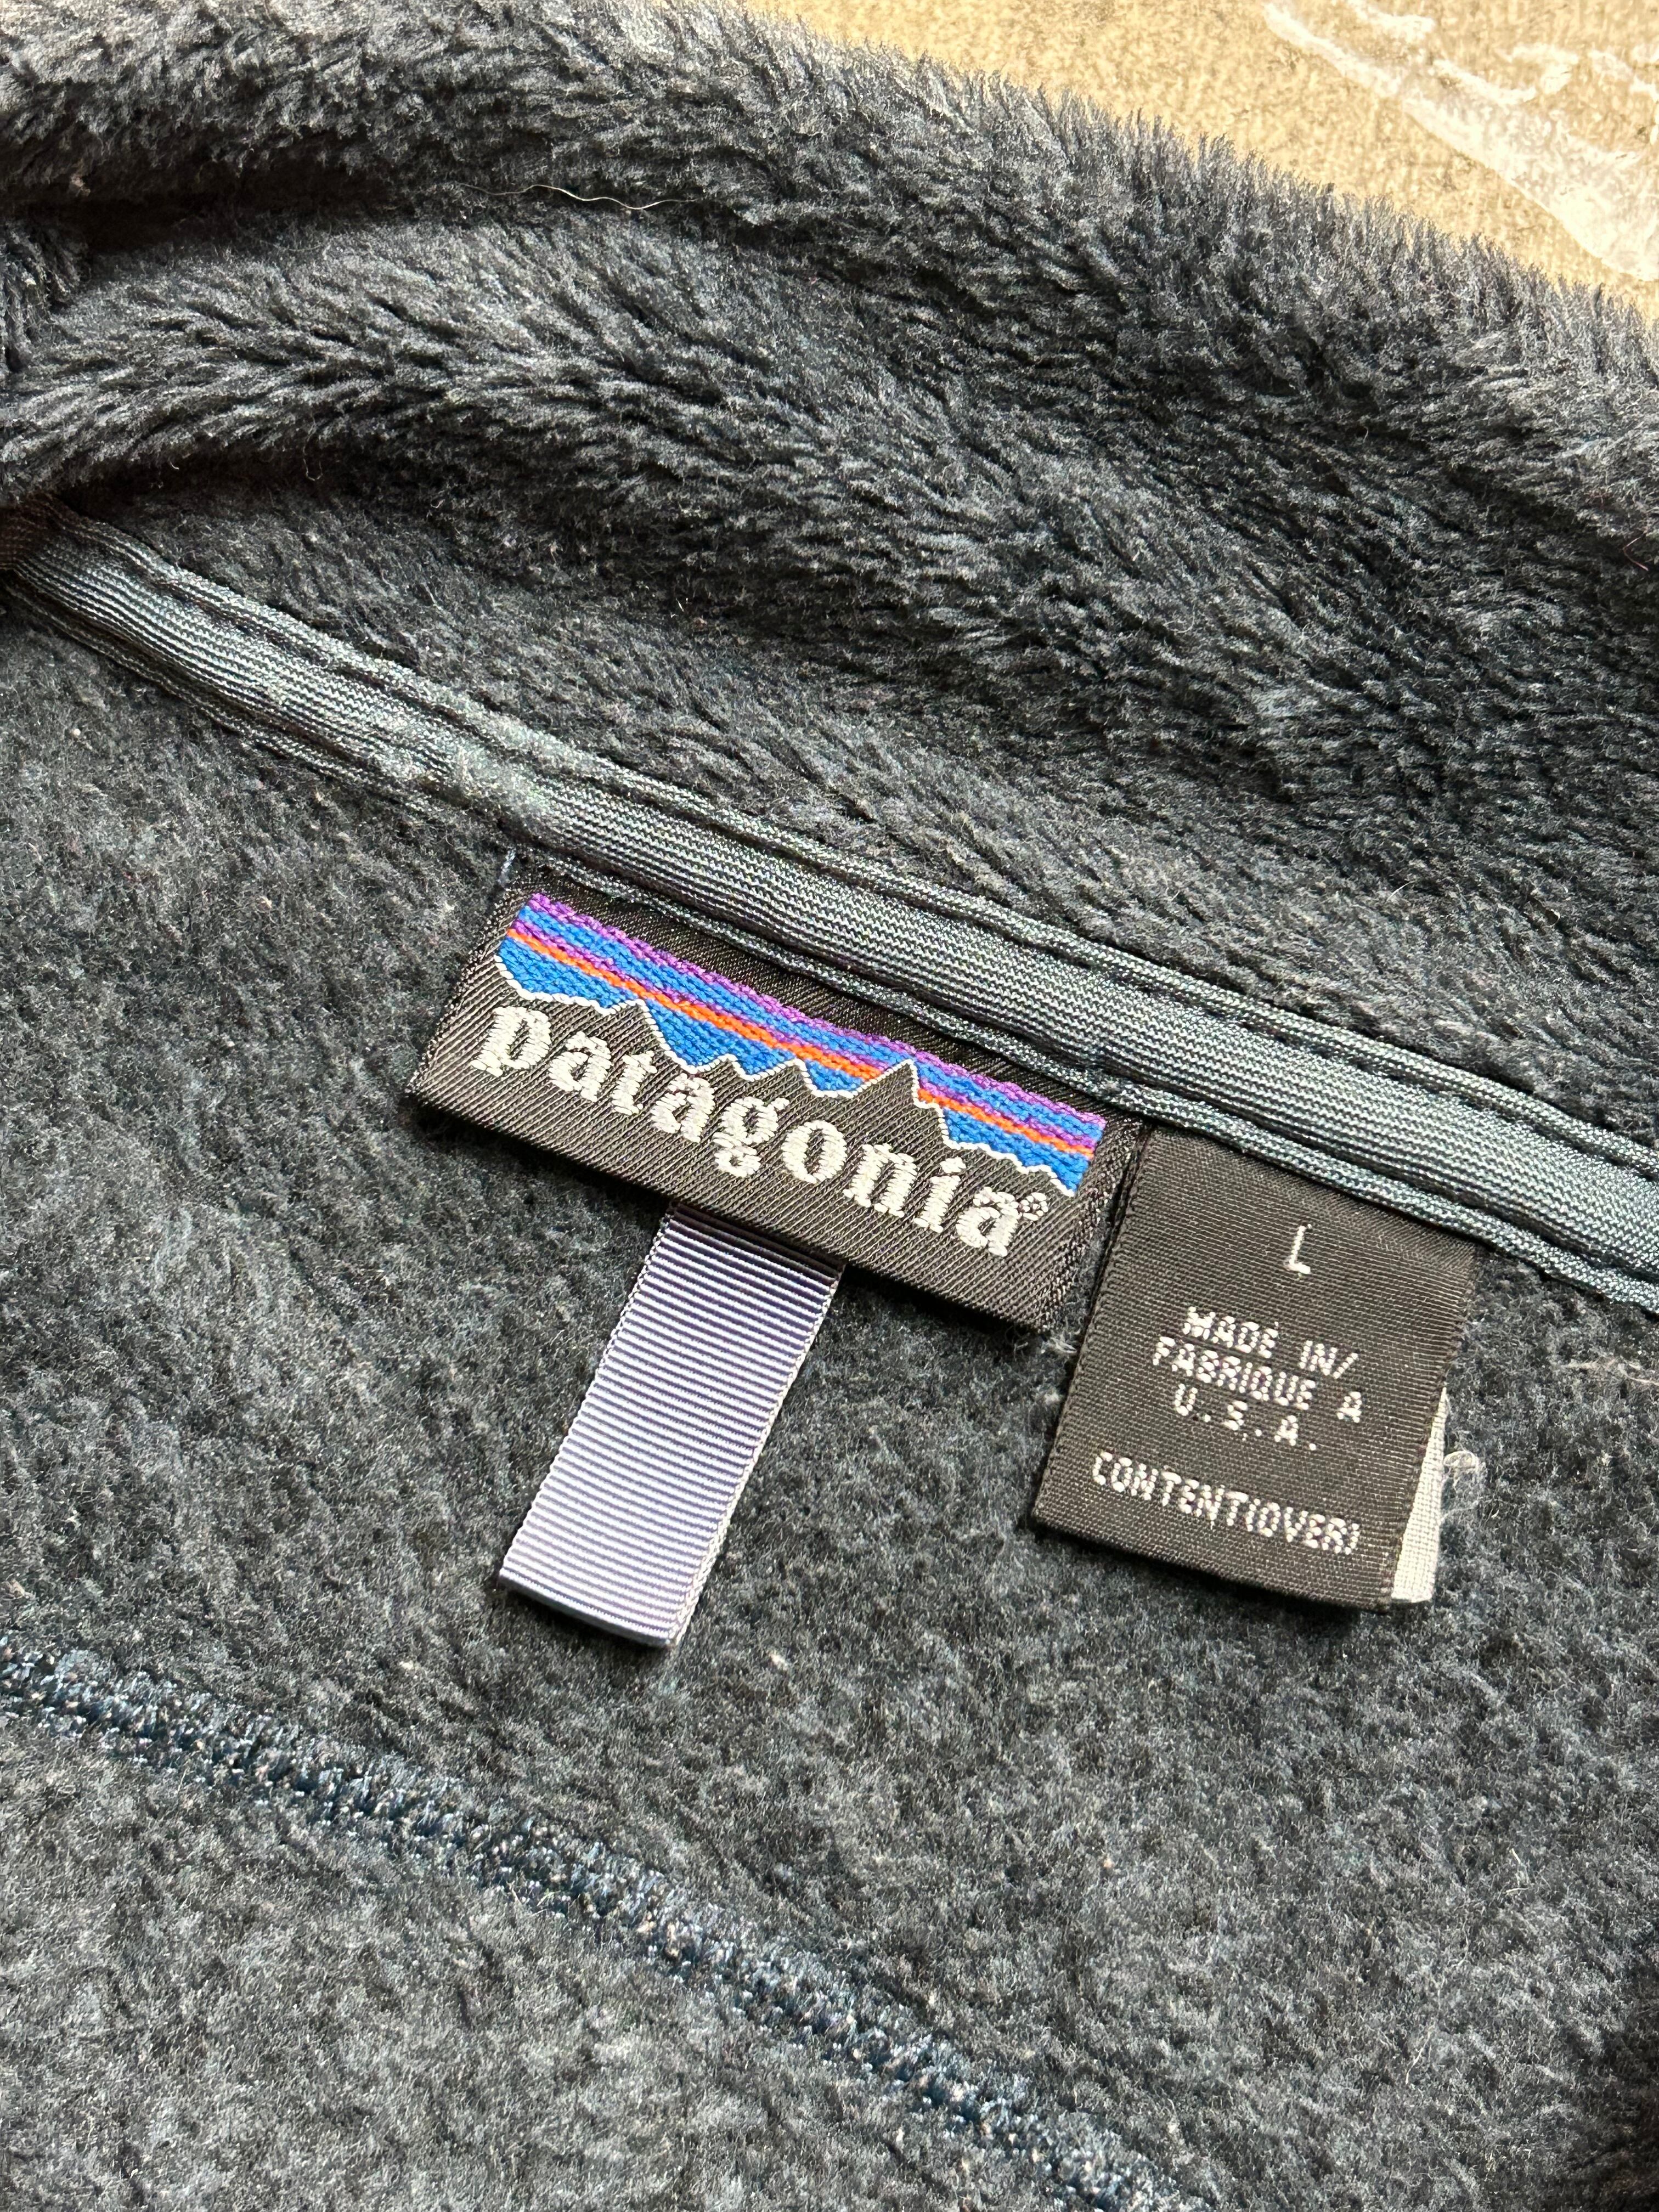 patagonia®
L
MADE IN/
FABRIQUE A
U.S.A.
CONTENT(OVER)